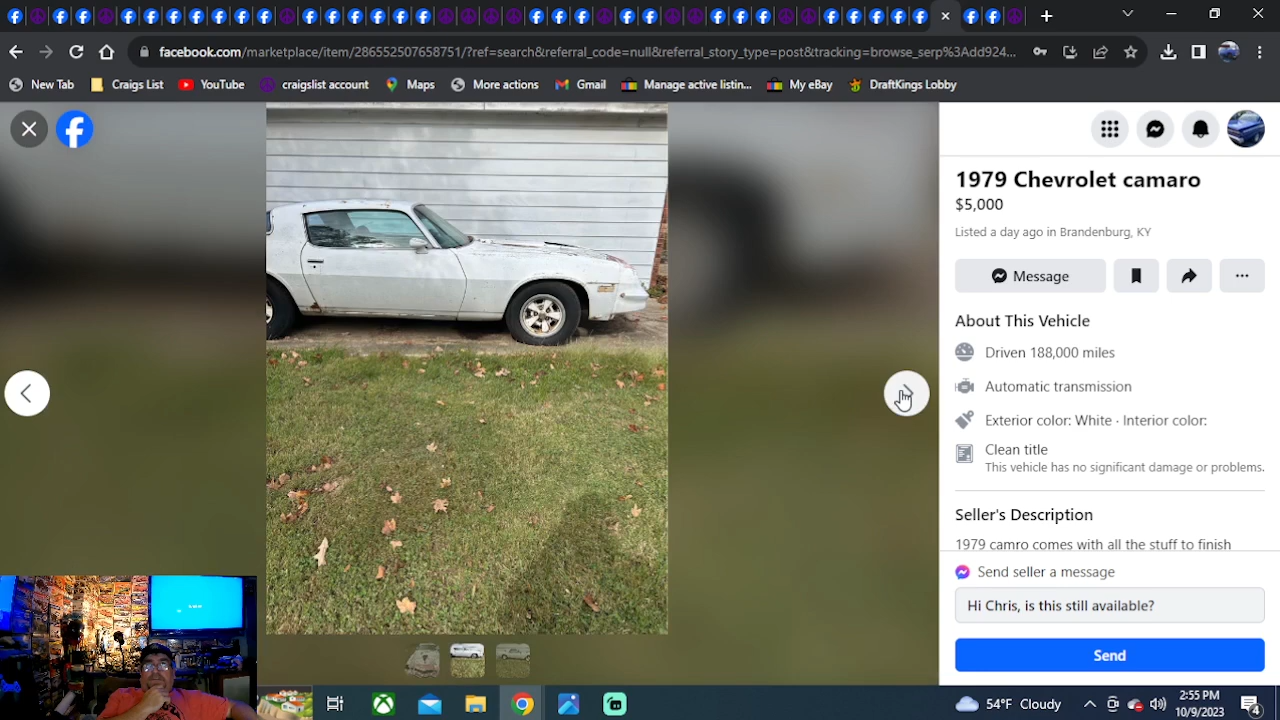 facebook.com/marketplace/item/286552507658751/?ref=search&referral_code=null&referral_story_type=post&tracking=browse_serp%3Add924...
New Tab
Craigs List
YouTube
craigslist account
Maps
More actions
Gmail
Manage active listin...
My eBay
DraftKings Lobby
1979 Chevrolet camaro
$5,000
Listed a day ago in Brandenburg, KY
Message
About This Vehicle
Driven 188,000 miles
Automatic transmission
Exterior color: White · Interior color:
Clean title
This vehicle has no significant damage or problems.
Seller's Description
1979 camro comes with all the stuff to finish
Send seller a message
Hi Chris, is this still available?
Send
54°F Cloudy
2:55 PM
10/9/2023
4